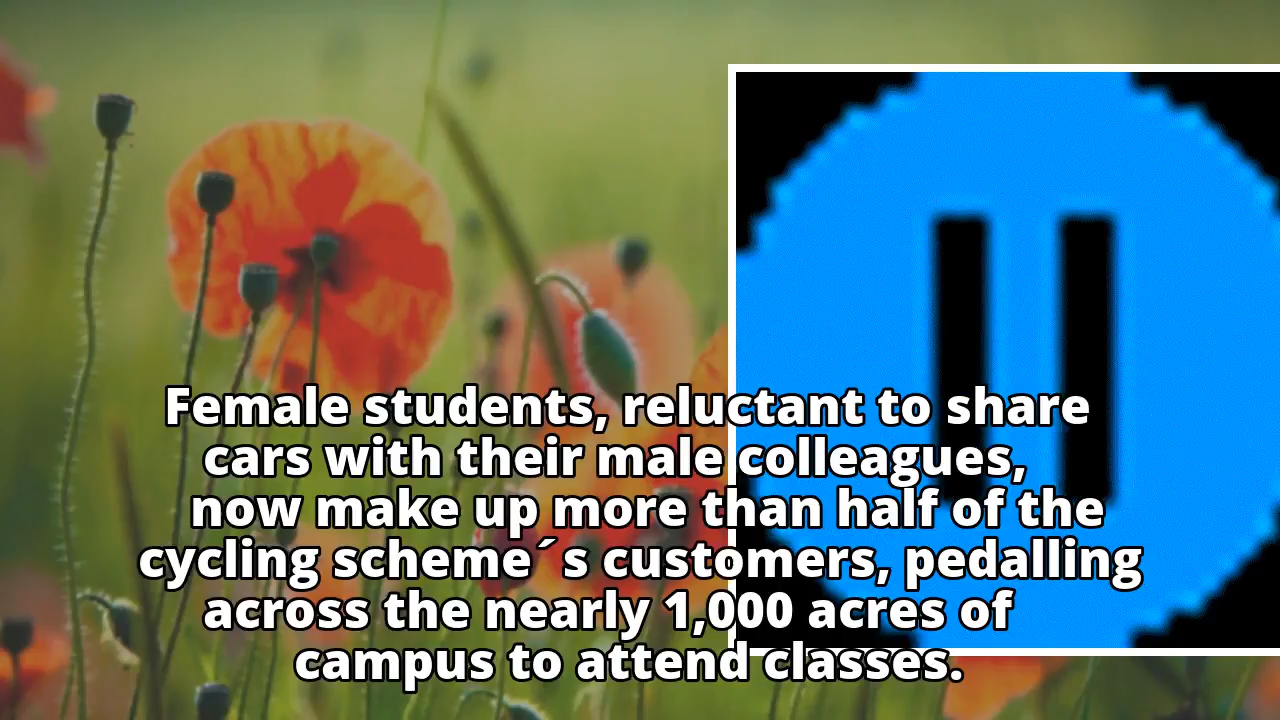 Female students, reluctant to share
cars with their male colleagues,
now make up more than half of the
cycling scheme´s customers, pedalling
across the nearly 1,000 acres of
campus to attend classes.